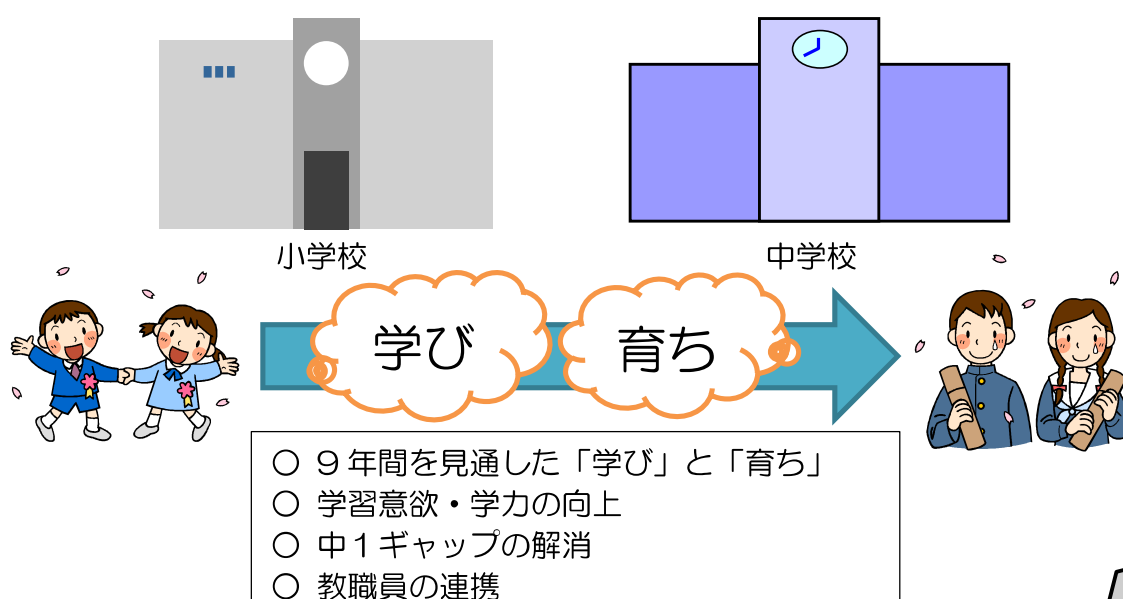 小学校
中学校
学び
育ち
○ 9年間を見通した「学び」と「育ち」
○ 学習意欲・学力の向上
○ 中1ギャップの解消
○ 教職員の連携